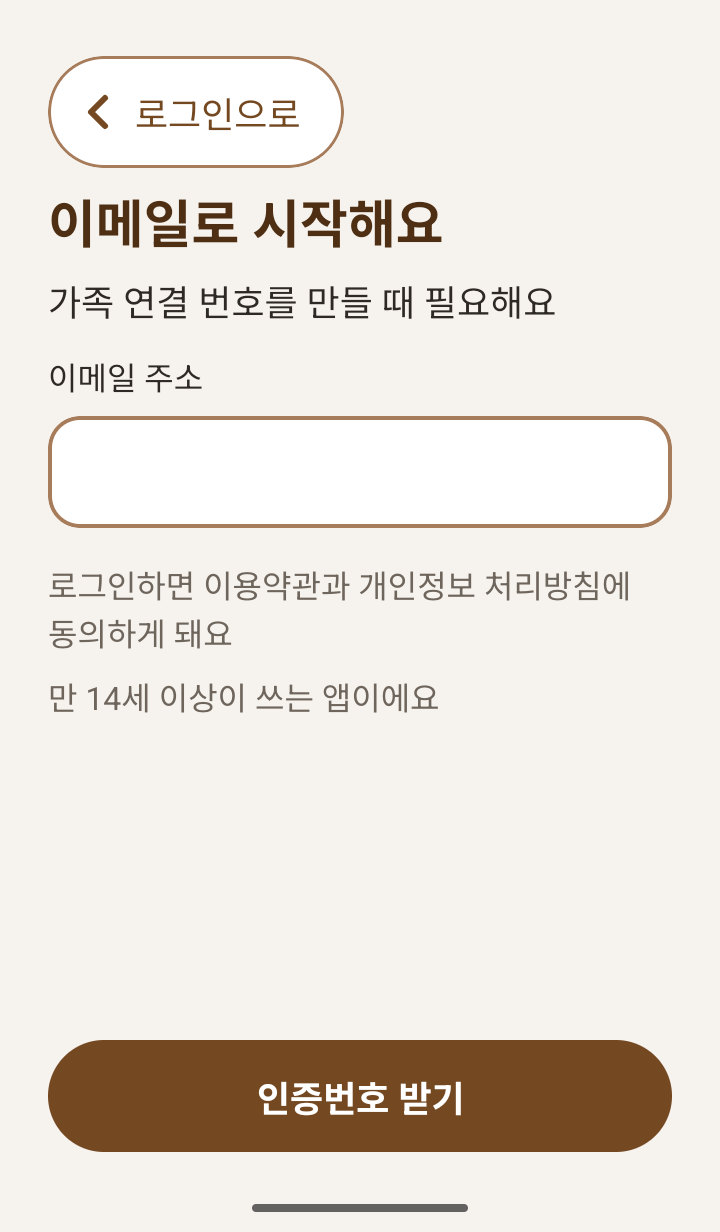 로그인으로
이메일로 시작해요
가족 연결 번호를 만들 때 필요해요
이메일 주소
로그인하면 이용약관과 개인정보 처리방침에
동의하게 돼요
만 14세 이상이 쓰는 앱이에요
인증번호 받기